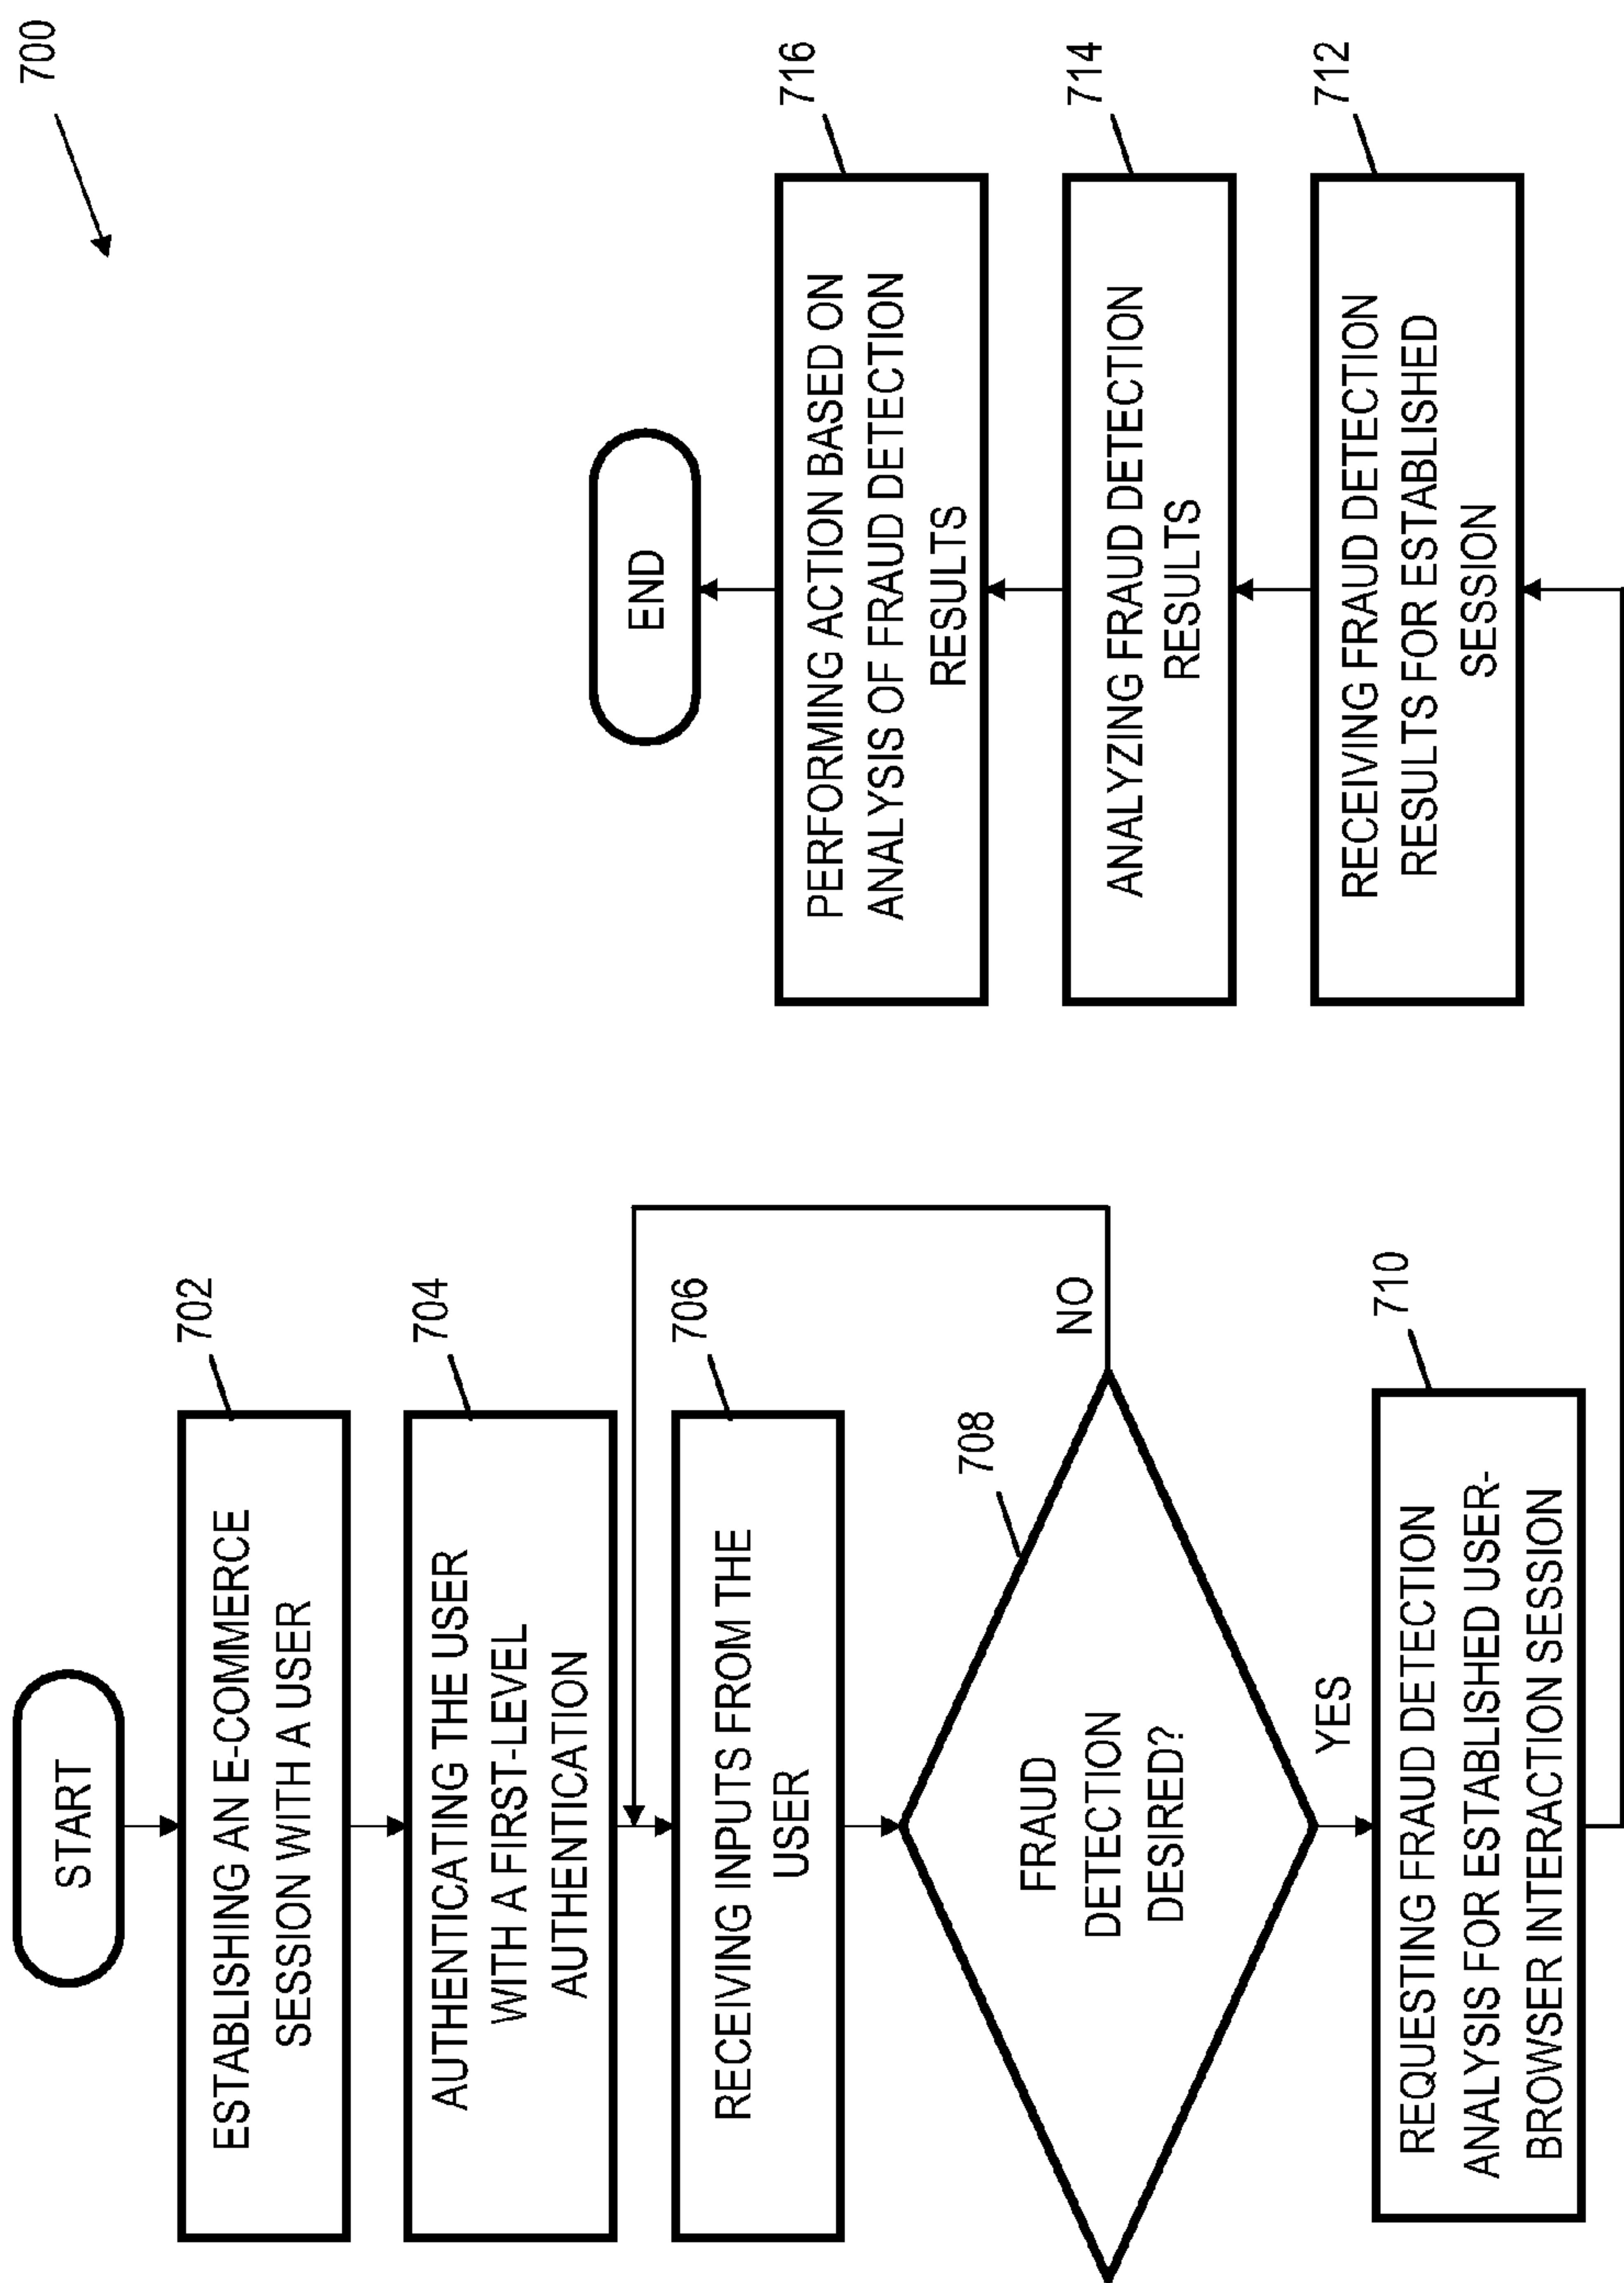 700
START
702
ESTABLISHING AN E-COMMERCE
SESSION WITH A USER
704
AUTHENTICATING THE USER
WITH A FIRST-LEVEL
AUTHENTICATION
706
RECEIVING INPUTS FROM THE
USER
708
FRAUD
DETECTION
DESIRED?
NO
YES
710
REQUESTING FRAUD DETECTION
ANALYSIS FOR ESTABLISHED USER-
BROWSER INTERACTION SESSION
712
RECEIVING FRAUD DETECTION
RESULTS FOR ESTABLISHED
SESSION
714
ANALYZING FRAUD DETECTION
RESULTS
716
PERFORMING ACTION BASED ON
ANALYSIS OF FRAUD DETECTION
RESULTS
END